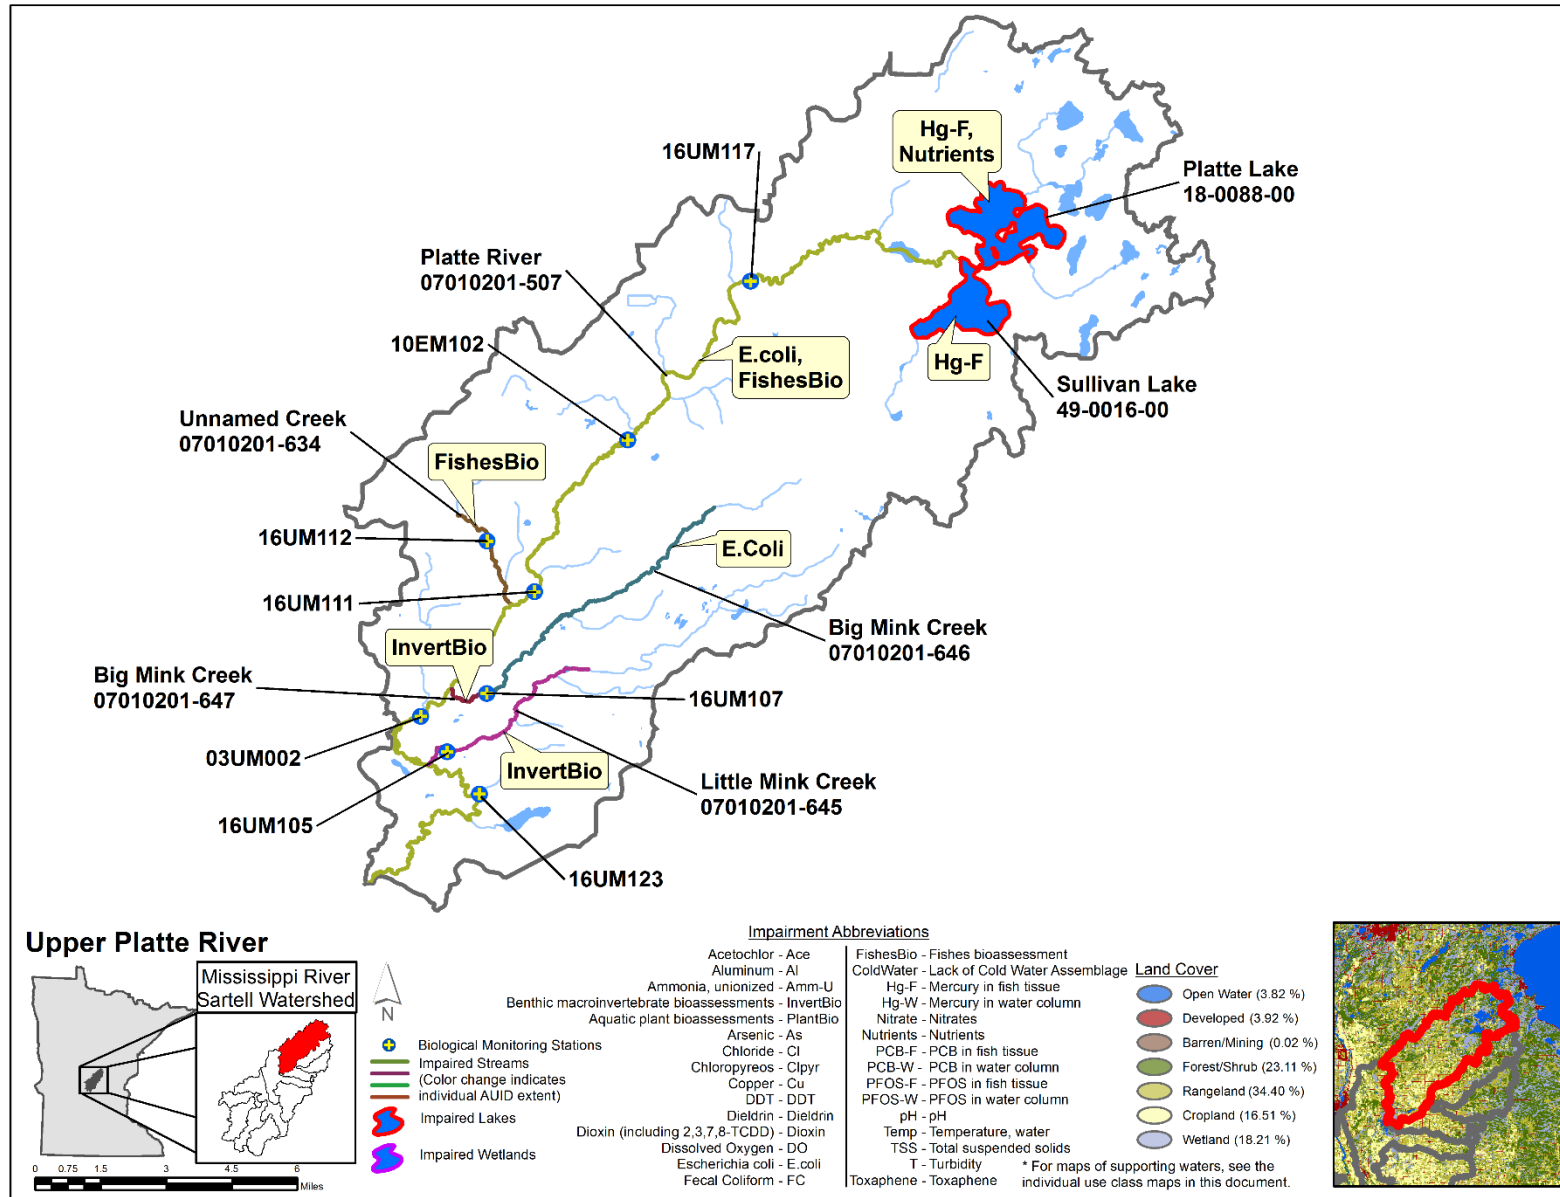 16UM117
Hg-F,
Nutrients
Platte Lake
18-0088-00
Platte River
07010201-507
10EM102
E.coli,
FishesBio
Hg-F
Sullivan Lake
49-0016-00
Unnamed Creek
07010201-634
FishesBio
16UM112
E.Coli
16UM111
Big Mink Creek
07010201-646
InvertBio
Big Mink Creek
07010201-647
16UM107
03UM002
InvertBio
Little Mink Creek
07010201-645
16UM105
16UM123
Upper Platte River
Mississippi River
Sartell Watershed
0 0.75 1.5 3 4.5 6
Miles
N
Biological Monitoring Stations
Impaired Streams
(Color change indicates
individual AUID extent)
Impaired Lakes
Impaired Wetlands
Impairment Abbreviations
Acetochlor - Ace
Aluminum - Al
Ammonia, unionized - Amm-U
Benthic macroinvertebrate bioassessments - InvertBio
Aquatic plant bioassessments - PlantBio
Arsenic - As
Chloride - Cl
Chloropyreos - Clpyr
Copper - Cu
DDT - DDT
Dieldrin - Dieldrin
Dioxin (including 2,3,7,8-TCDD) - Dioxin
Dissolved Oxygen - DO
Escherichia coli - E.coli
Fecal Coliform - FC
FishesBio - Fishes bioassessment
ColdWater - Lack of Cold Water Assemblage
Hg-F - Mercury in fish tissue
Hg-W - Mercury in water column
Nitrate - Nitrates
Nutrients - Nutrients
PCB-F - PCB in fish tissue
PCB-W - PCB in water column
PFOS-F - PFOS in fish tissue
PFOS-W - PFOS in water column
pH - pH
Temp - Temperature, water
TSS - Total suspended solids
T - Turbidity
Toxaphene - Toxaphene
Land Cover
Open Water (3.82 %)
Developed (3.92 %)
Barren/Mining (0.02 %)
Forest/Shrub (23.11 %)
Rangeland (34.40 %)
Cropland (16.51 %)
Wetland (18.21 %)
* For maps of supporting waters, see the
individual use class maps in this document.